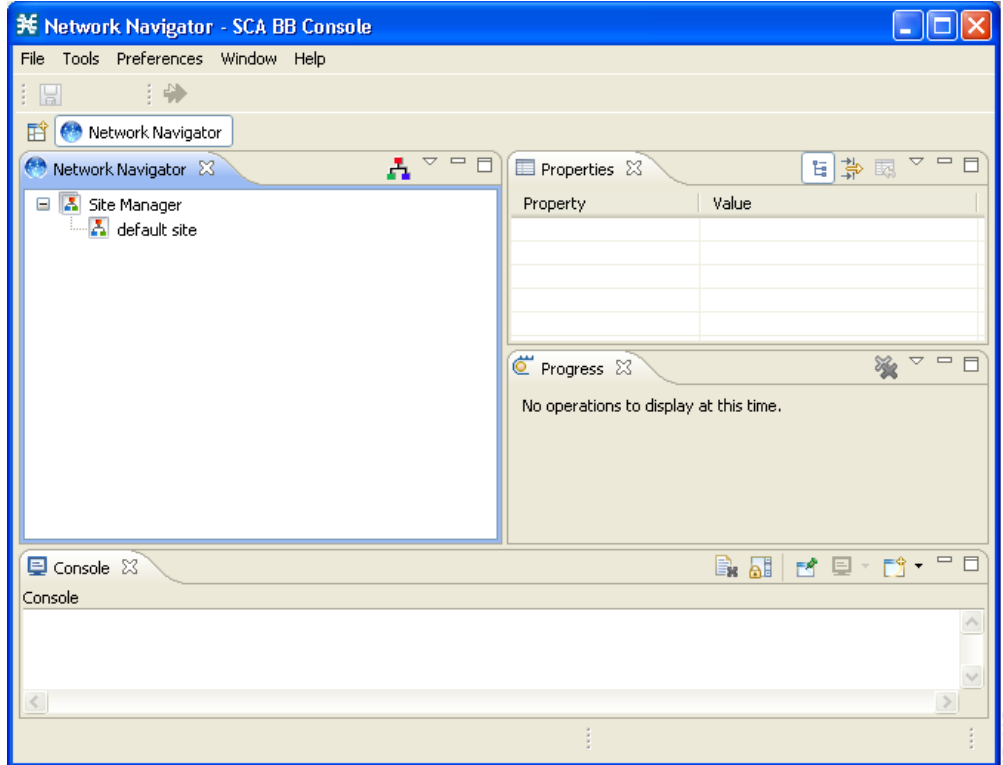 Network Navigator - SCA BB Console
File Tools Preferences Window Help
Network Navigator
Network Navigator
Site Manager
default site
Properties
Property Value
Progress
No operations to display at this time.
Console
Console